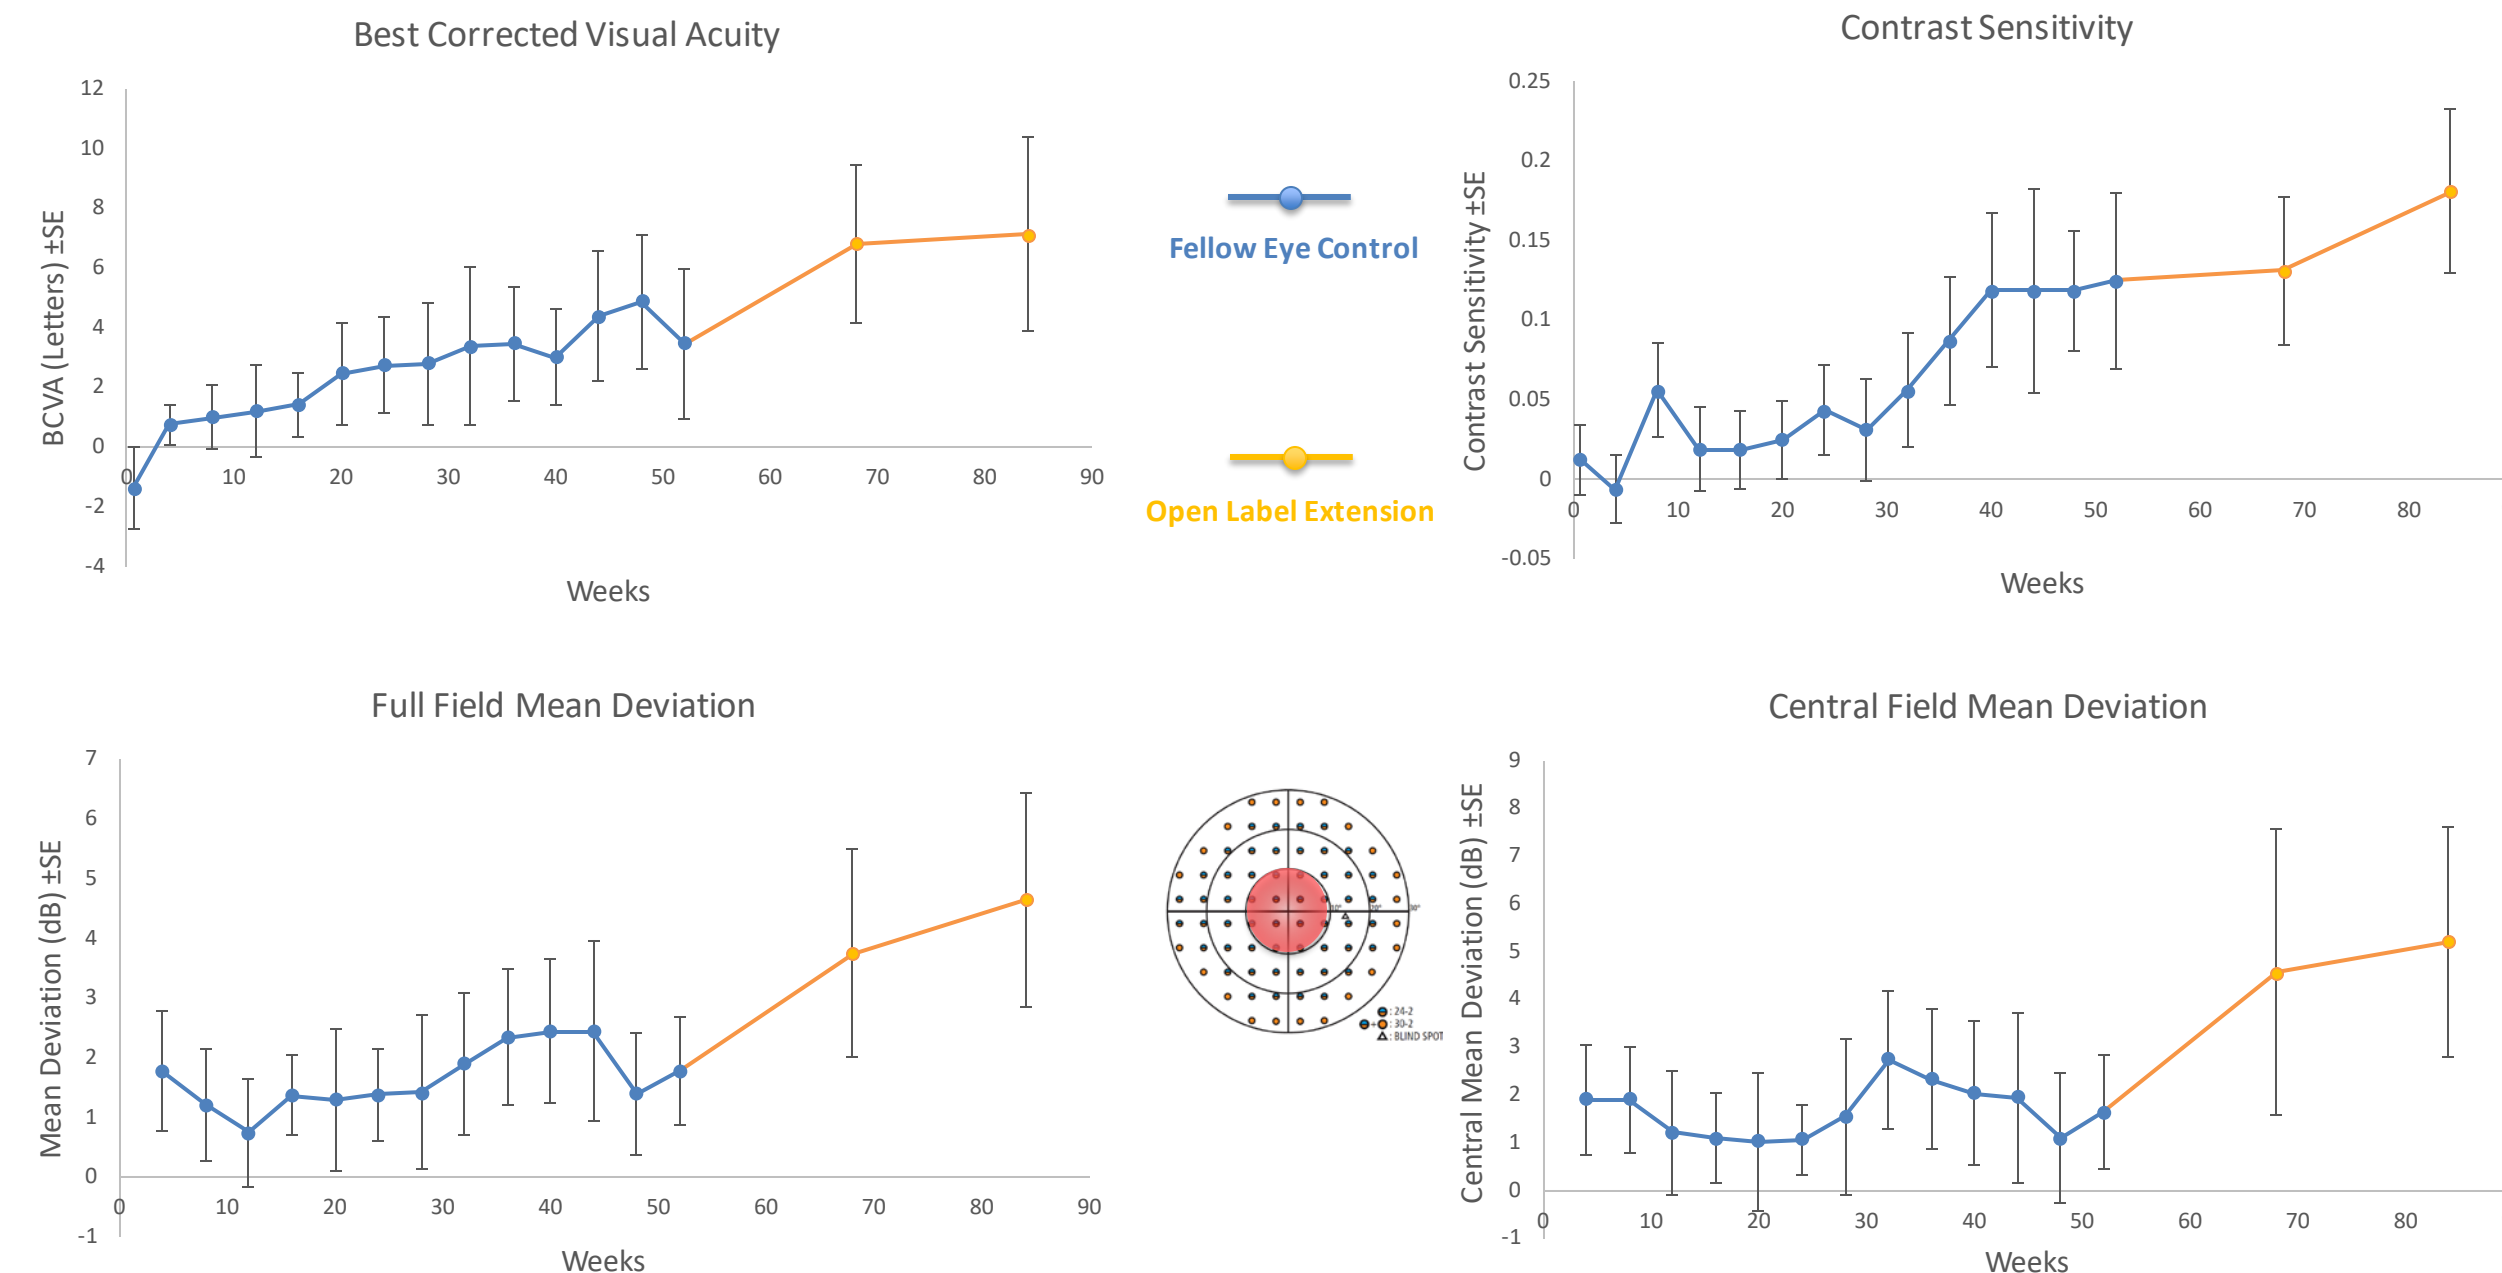 Best Corrected Visual Acuity
BCVA (Letters) ±SE
12
10
8
6
4
2
0
-2
-4
0 10 20 30 40 50 60 70 80 90
Weeks
Fellow Eye Control
Open Label Extension
Contrast Sensitivity
Contrast Sensitivity ±SE
0.25
0.2
0.15
0.1
0.05
0
-0.05
0 10 20 30 40 50 60 70 80
Weeks
Full Field Mean Deviation
Mean Deviation (dB) ±SE
7
6
5
4
3
2
1
0
-1
0 10 20 30 40 50 60 70 80 90
Weeks
10° 20° 30°
: 24-2
+ : 30-2
: BLIND SPOT
Central Field Mean Deviation
Central Mean Deviation (dB) ±SE
9
8
7
6
5
4
3
2
1
0
-1
0 10 20 30 40 50 60 70 80
Weeks